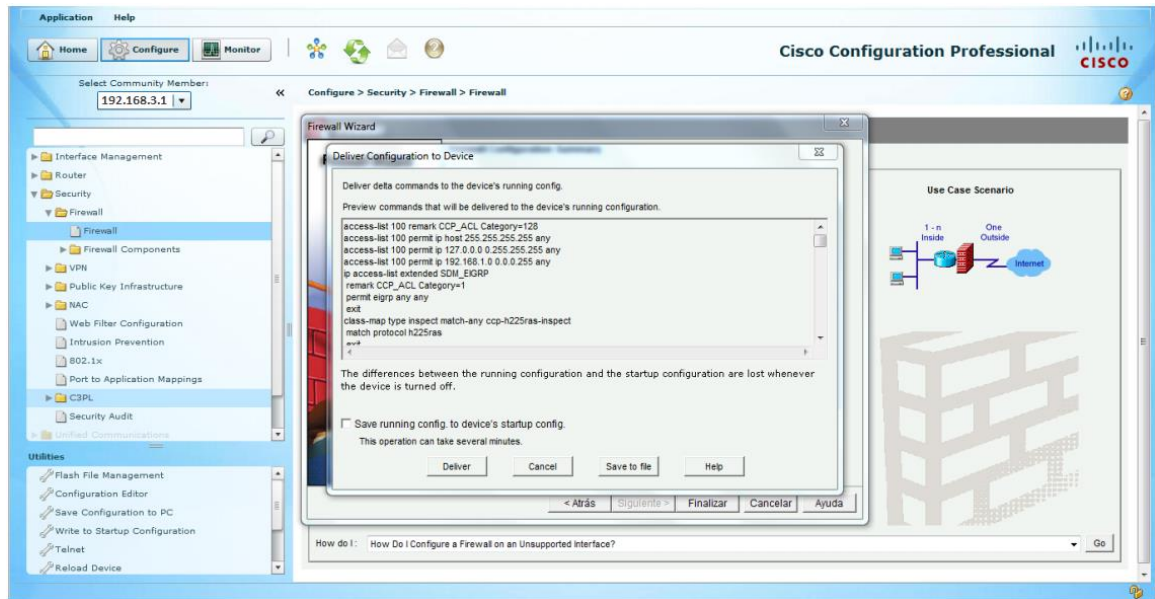 Application Help
Home Configure Monitor
Cisco Configuration Professional
CISCO
Select Community Member:
192.168.3.1
«
Configure > Security > Firewall > Firewall
Interface Management
Router
Security
Firewall
Firewall
Firewall Components
VPN
Public Key Infrastructure
NAC
Web Filter Configuration
Intrusion Prevention
802.1x
Port to Application Mappings
C3PL
Security Audit
Unified Communications
Utilities
Flash File Management
Configuration Editor
Save Configuration to PC
Write to Startup Configuration
Telnet
Reload Device
Firewall Wizard
Deliver Configuration to Device
Deliver delta commands to the device's running config.
Preview commands that will be delivered to the device's running configuration.
access-list 100 remark CCP_ACL Category=128
access-list 100 permit ip host 255.255.255.255 any
access-list 100 permit ip 127.0.0.0 0.255.255.255 any
access-list 100 permit ip 192.168.1.0 0.0.0.255 any
ip access-list extended SDM_EIGRP
remark CCP_ACL Category=1
permit eigrp any any
exit
class-map type inspect match-any ccp-h225ras-inspect
match protocol h225ras
exit
The differences between the running configuration and the startup configuration are lost whenever
the device is turned off.
Save running config. to device's startup config.
This operation can take several minutes.
Deliver Cancel Save to file Help
< Atrás Siguiente > Finalizar Cancelar Ayuda
Use Case Scenario
1 - n One
Inside Outside
Internet
How do I: How Do I Configure a Firewall on an Unsupported Interface? Go